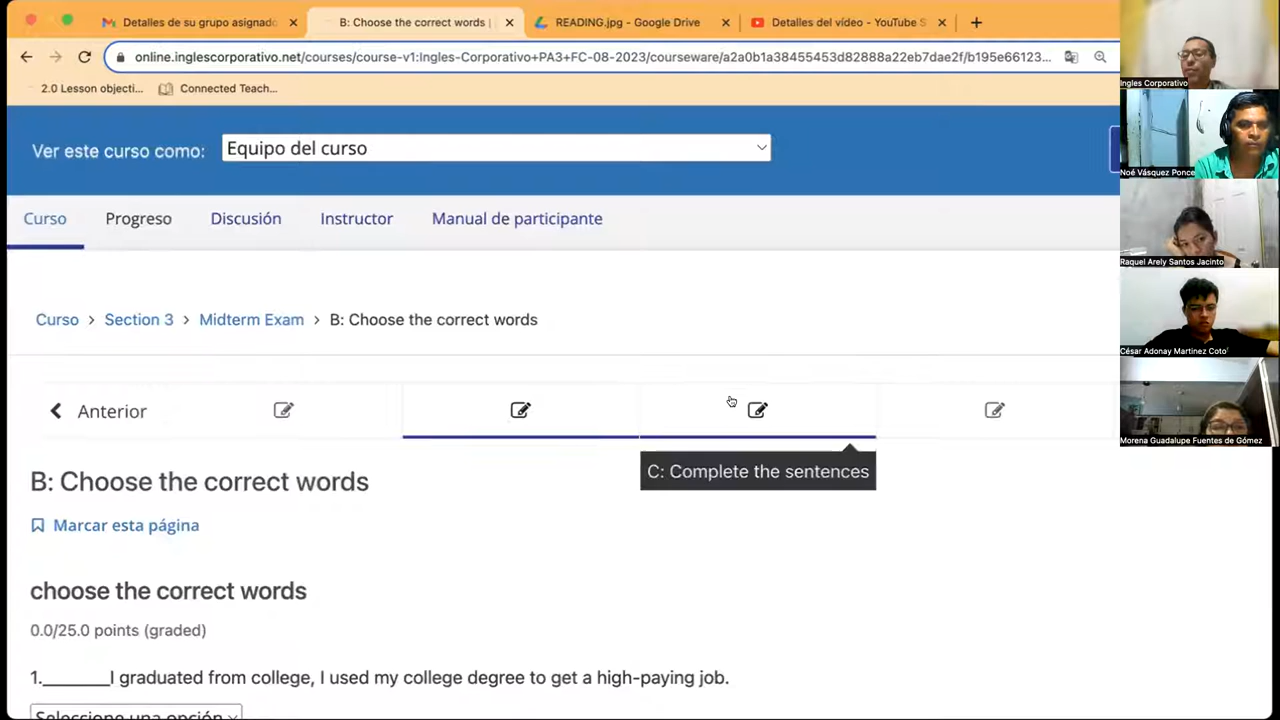 Detalles de su grupo asignado
B: Choose the correct words |
READING.jpg - Google Drive
Detalles del vídeo - YouTube S
online.inglescorporativo.net/courses/course-v1:Ingles-Corporativo+PA3+FC-08-2023/courseware/a2a0b1a38455453d82888a22eb7dae2f/b195e66123...
2.0 Lesson objecti...
Connected Teach...
Ver este curso como:
Equipo del curso
Curso
Progreso
Discusión
Instructor
Manual de participante
Curso > Section 3 > Midterm Exam > B: Choose the correct words
Anterior
C: Complete the sentences
B: Choose the correct words
Marcar esta página
choose the correct words
0.0/25.0 points (graded)
1.________I graduated from college, I used my college degree to get a high-paying job.
Seleccione una opción
Ingles Corporativo
Noé Vásquez Ponce
Raquel Arely Santos Jacinto
César Adonay Martinez Coto
Morena Guadalupe Fuentes de Gómez